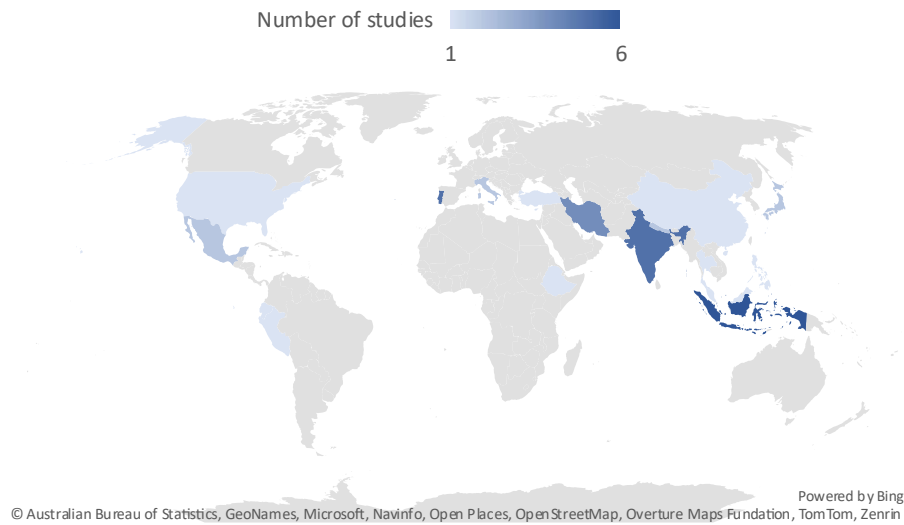 Number of studies
1 6
Powered by Bing
© Australian Bureau of Statistics, GeoNames, Microsoft, Navinfo, Open Places, OpenStreetMap, Overture Maps Fundation, TomTom, Zenrin